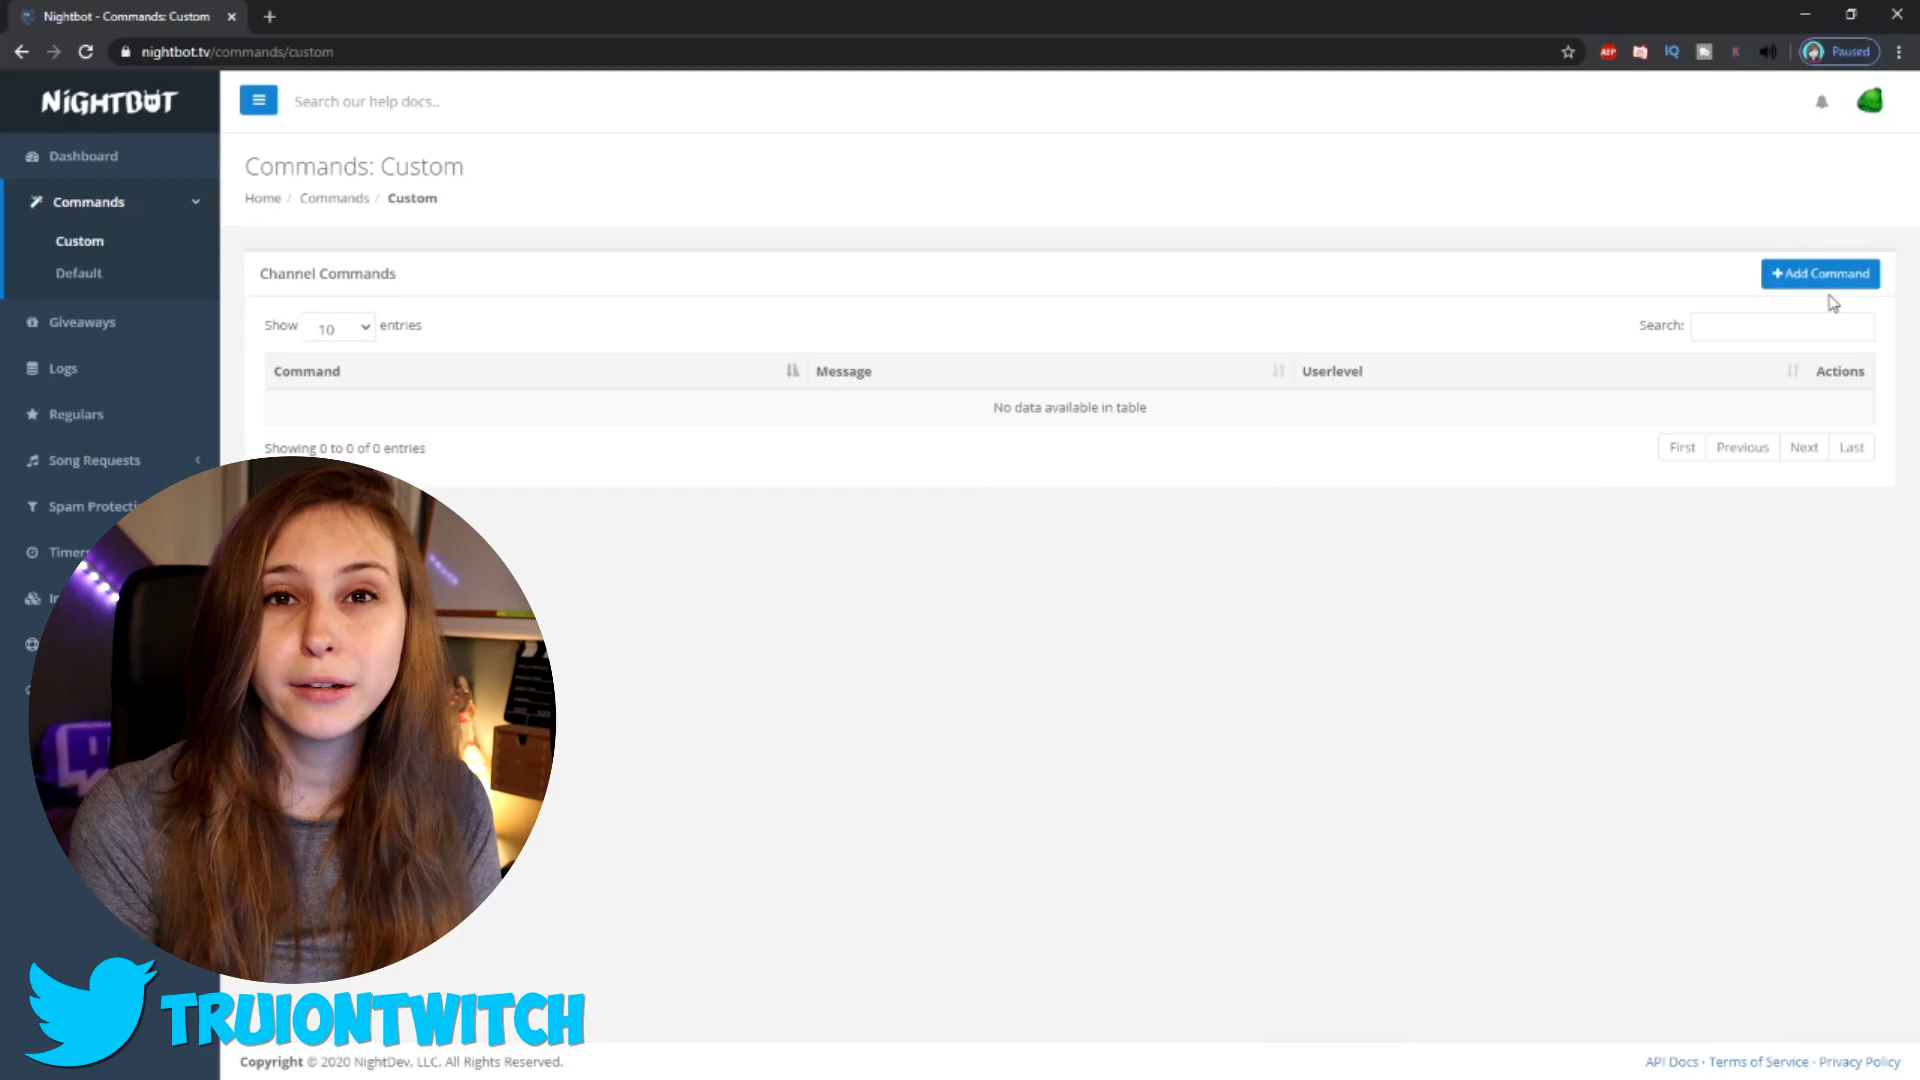 Nightbot - Commands: Custom
nightbot.tv/commands/custom
ABP
IQ
K
Paused
NiGHTBOT
Search our help docs..
Dashboard
Commands
Custom
Default
Giveaways
Logs
Regulars
Song Requests
Spam Protecti
Timers
Commands: Custom
Home / Commands / Custom
Channel Commands
+ Add Command
Show 10 entries
Search:
Command Message Userlevel Actions
No data available in table
Showing 0 to 0 of 0 entries
First Previous Next Last
TRUIONTWITCH
Copyright © 2020 NightDev, LLC. All Rights Reserved.
API Docs · Terms of Service · Privacy Policy